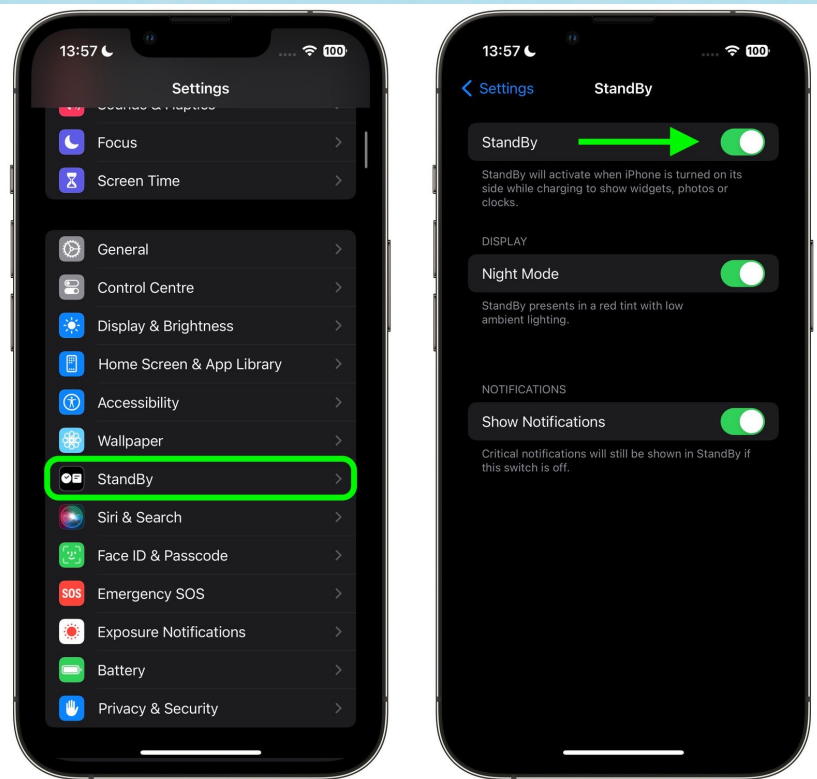 13:57
100
Settings
Sounds & Haptics
Focus
Screen Time
General
Control Centre
Display & Brightness
Home Screen & App Library
Accessibility
Wallpaper
StandBy
Siri & Search
Face ID & Passcode
SOS
Emergency SOS
Exposure Notifications
Battery
Privacy & Security
13:57
100
Settings
StandBy
StandBy
StandBy will activate when iPhone is turned on its
side while charging to show widgets, photos or
clocks.
DISPLAY
Night Mode
StandBy presents in a red tint with low
ambient lighting.
NOTIFICATIONS
Show Notifications
Critical notifications will still be shown in StandBy if
this switch is off.